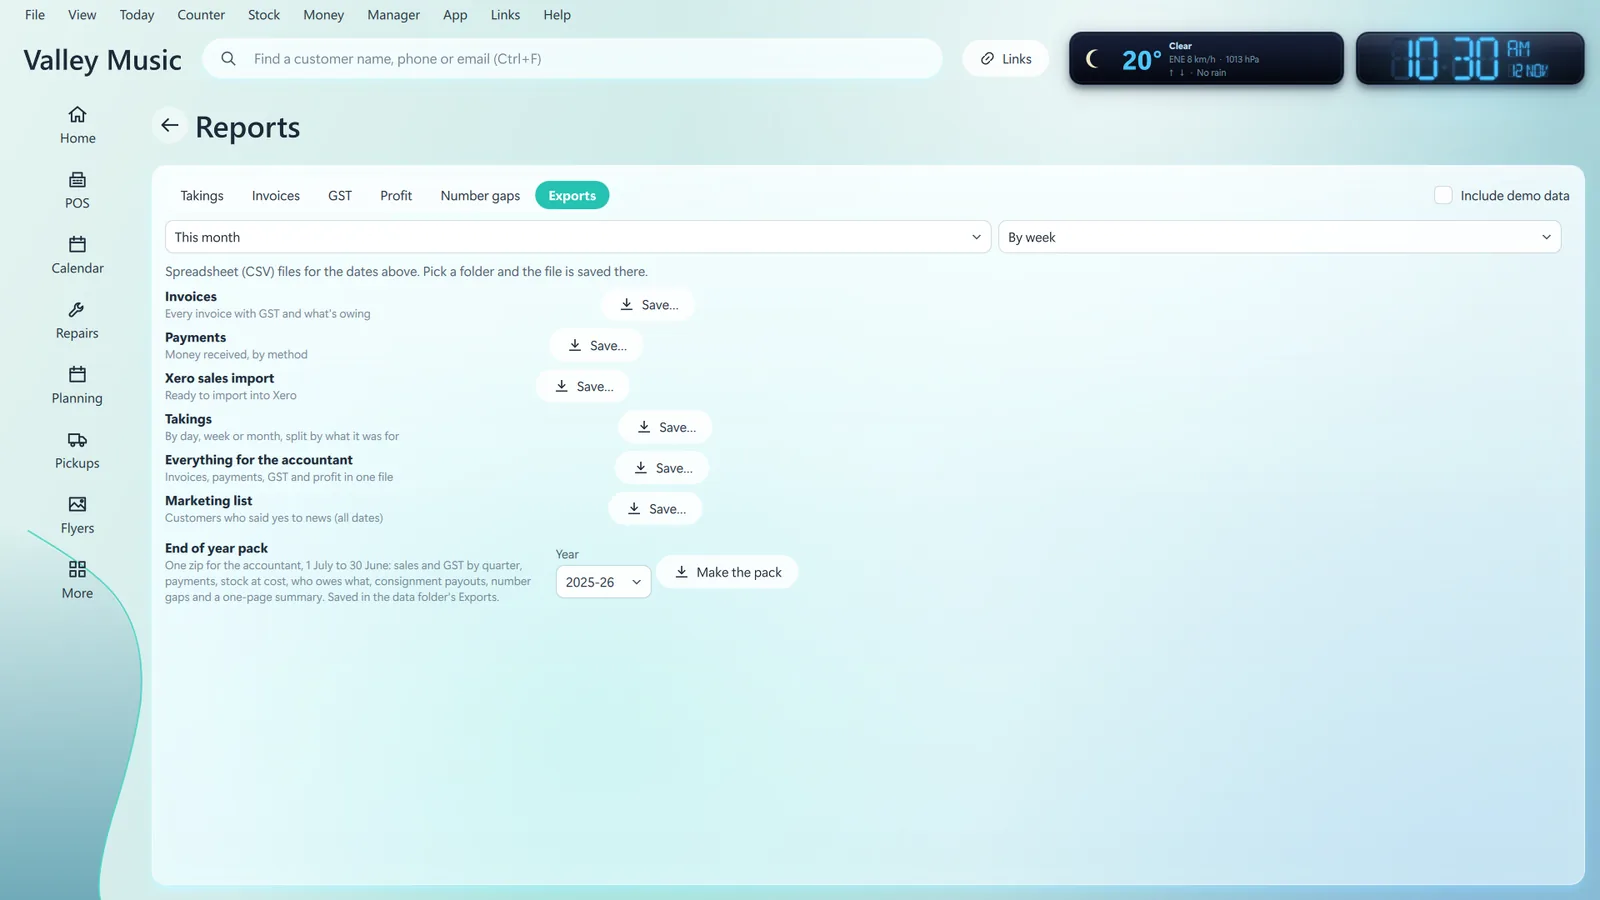 File View Today Counter Stock Money Manager App Links Help
Valley Music
Find a customer name, phone or email (Ctrl+F)
Links
20°
Clear
ENE 8 km/h · 1013 hPa
↑ ↓ · No rain
10:30 AM
12 NOV
Home
POS
Calendar
Repairs
Planning
Pickups
Flyers
More
Reports
Takings Invoices GST Profit Number gaps Exports
Include demo data
This month
By week
Spreadsheet (CSV) files for the dates above. Pick a folder and the file is saved there.
Invoices
Every invoice with GST and what's owing
Save...
Payments
Money received, by method
Save...
Xero sales import
Ready to import into Xero
Save...
Takings
By day, week or month, split by what it was for
Save...
Everything for the accountant
Invoices, payments, GST and profit in one file
Save...
Marketing list
Customers who said yes to news (all dates)
Save...
End of year pack
One zip for the accountant, 1 July to 30 June: sales and GST by quarter,
payments, stock at cost, who owes what, consignment payouts, number
gaps and a one-page summary. Saved in the data folder's Exports.
Year
2025-26
Make the pack